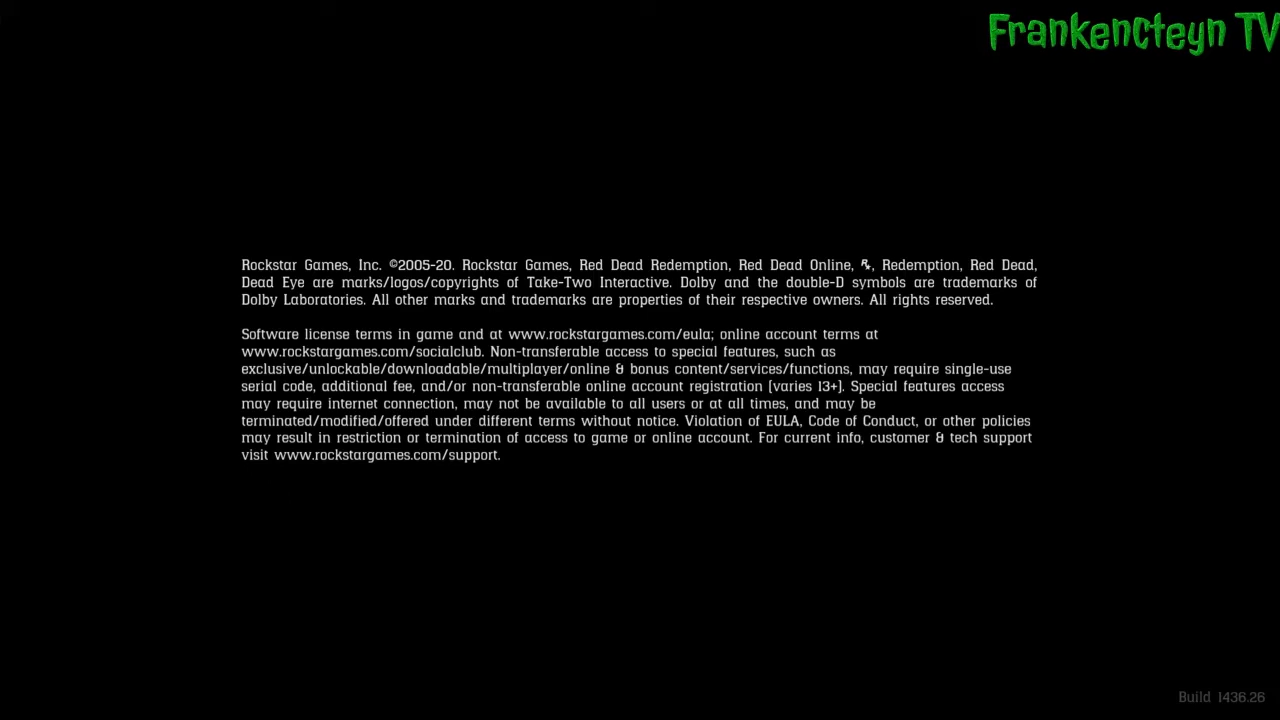 FrankenCteyn TV
Rockstar Games, Inc. ©2005-20. Rockstar Games, Red Dead Redemption, Red Dead Online, , Redemption, Red Dead,
Dead Eye are marks/logos/copyrights of Take-Two Interactive. Dolby and the double-D symbols are trademarks of
Dolby Laboratories. All other marks and trademarks are properties of their respective owners. All rights reserved.
Software license terms in game and at www.rockstargames.com/eula; online account terms at
www.rockstargames.com/socialclub. Non-transferable access to special features, such as
exclusive/unlockable/downloadable/multiplayer/online & bonus content/services/functions, may require single-use
serial code, additional fee, and/or non-transferable online account registration [varies 13+]. Special features access
may require internet connection, may not be available to all users or at all times, and may be
terminated/modified/offered under different terms without notice. Violation of EULA, Code of Conduct, or other policies
may result in restriction or termination of access to game or online account. For current info, customer & tech support
visit www.rockstargames.com/support.
Build 1436.26